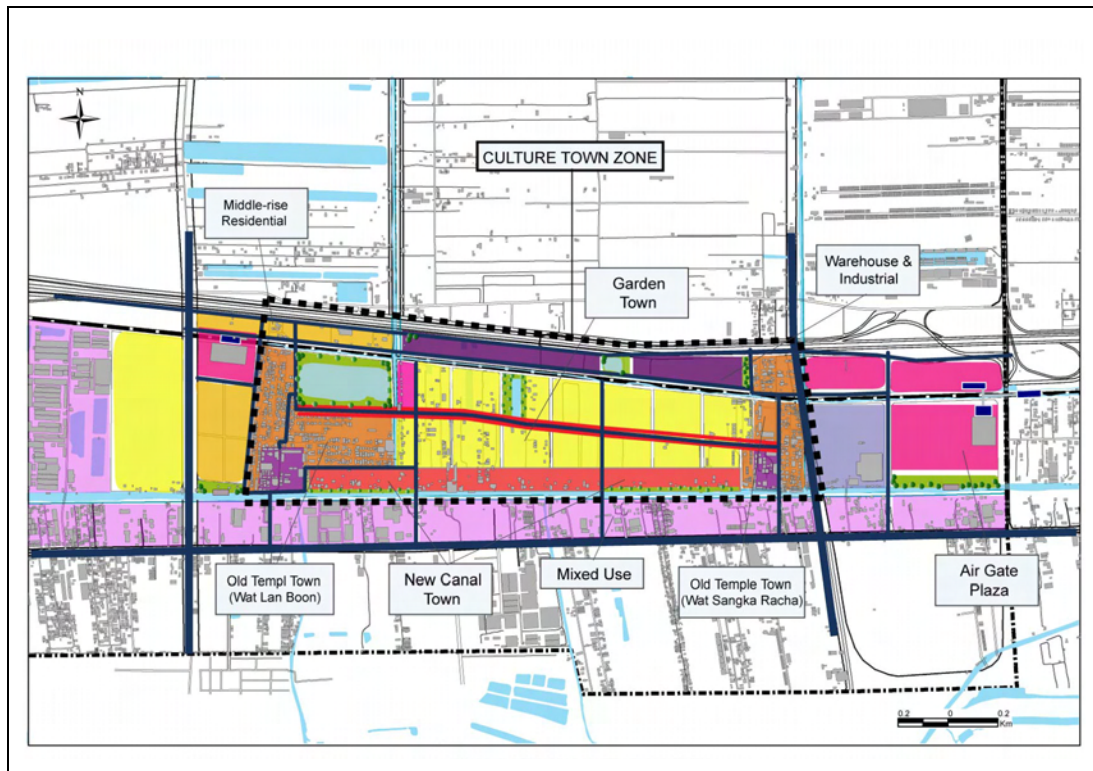 N
CULTURE TOWN ZONE
Middle-rise
Residential
Garden
Town
Warehouse &
Industrial
Old Templ Town
(Wat Lan Boon)
New Canal
Town
Mixed Use
Old Temple Town
(Wat Sangka Racha)
Air Gate
Plaza
0.2 0 0.2
Km